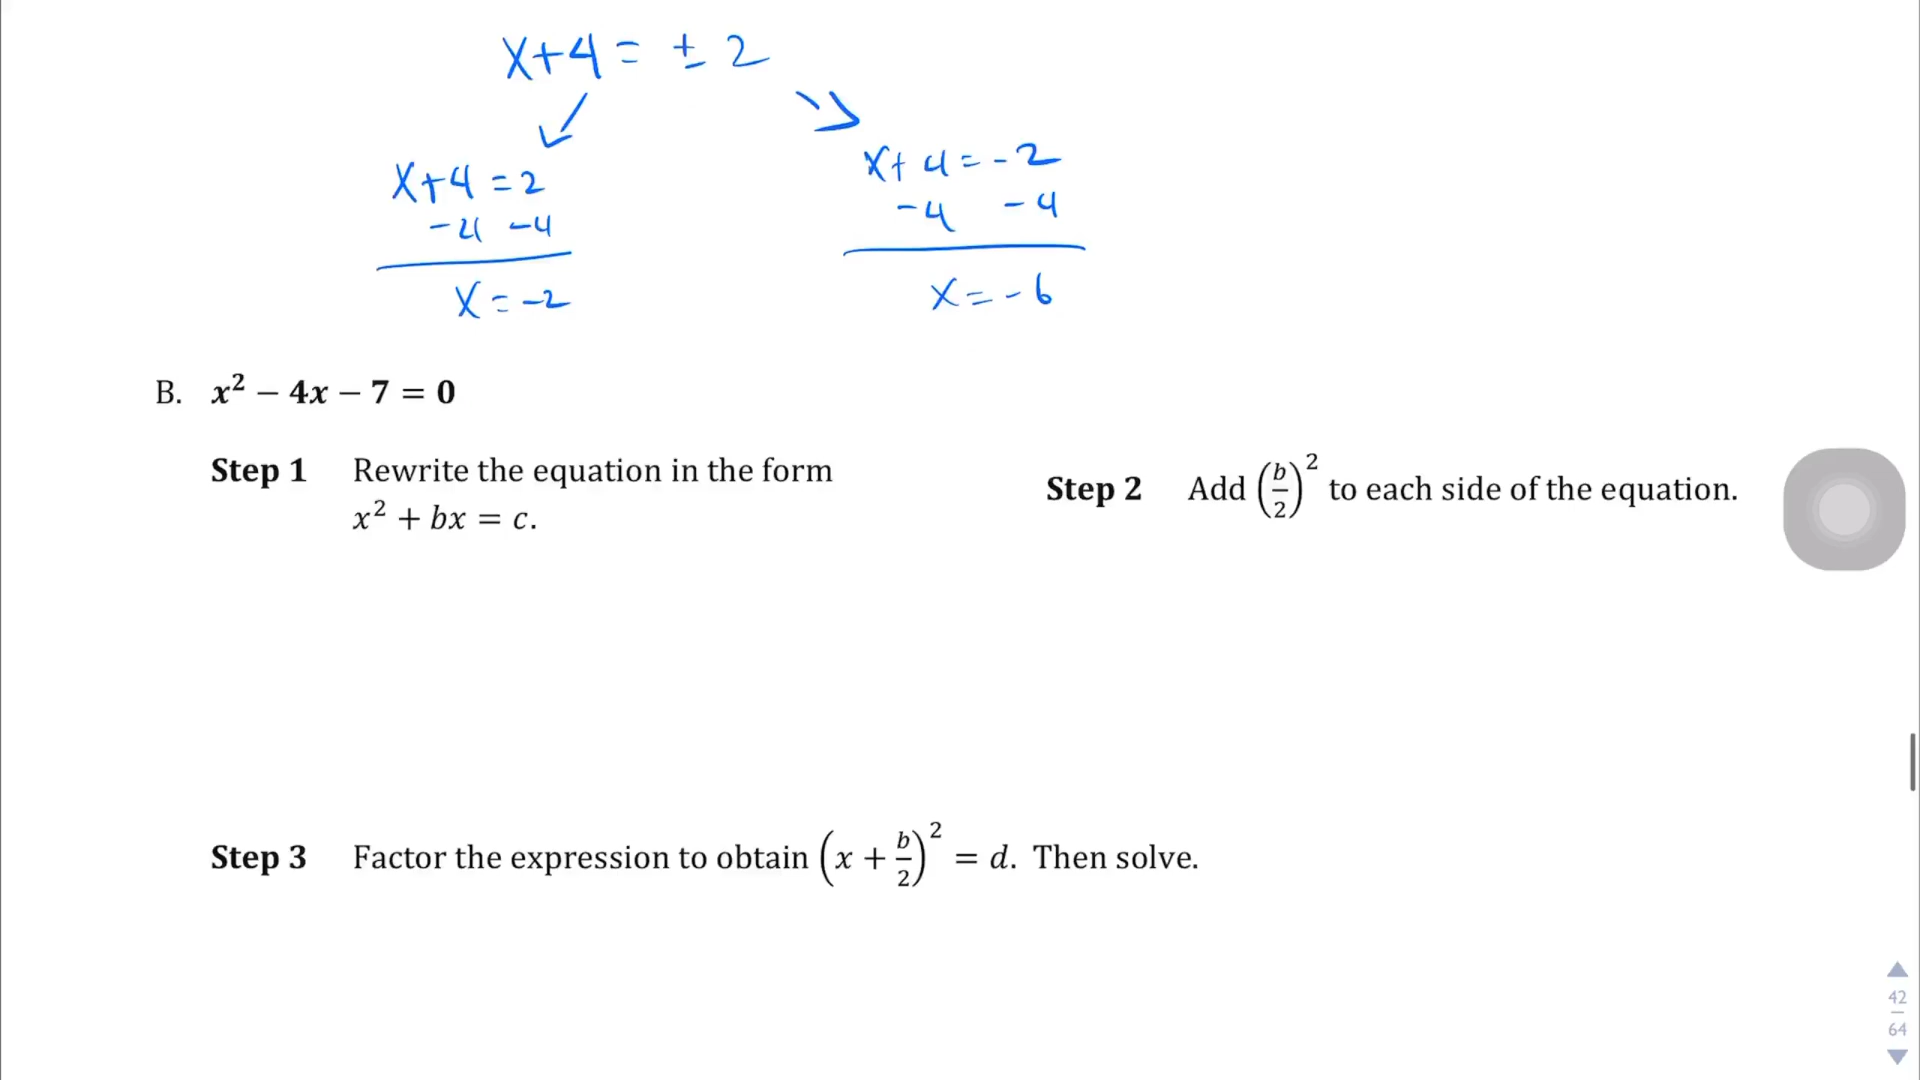 x+4 = ± 2
x+4 = 2
x+4 = -2
-4 -4
-4 -4
x = -2
x = -6
B. x² − 4x − 7 = 0
Step 1 Rewrite the equation in the form
x² + bx = c.
Step 2 Add (b/2)² to each side of the equation.
Step 3 Factor the expression to obtain (x + b/2)² = d. Then solve.
42
64